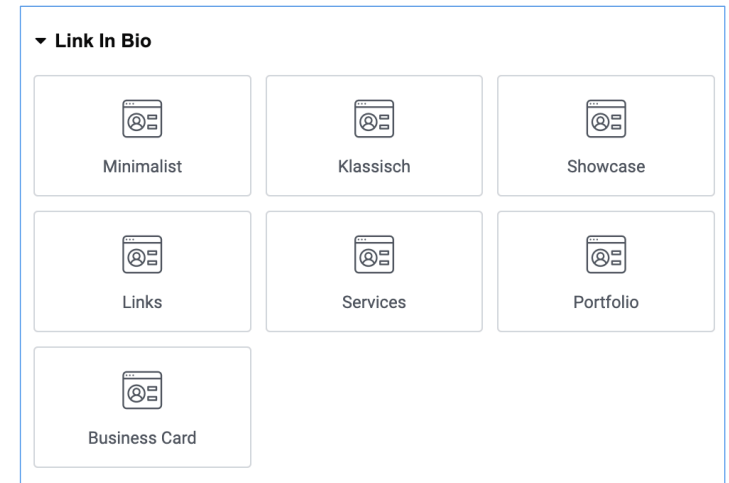 Link In Bio
Minimalist
Klassisch
Showcase
Links
Services
Portfolio
Business Card